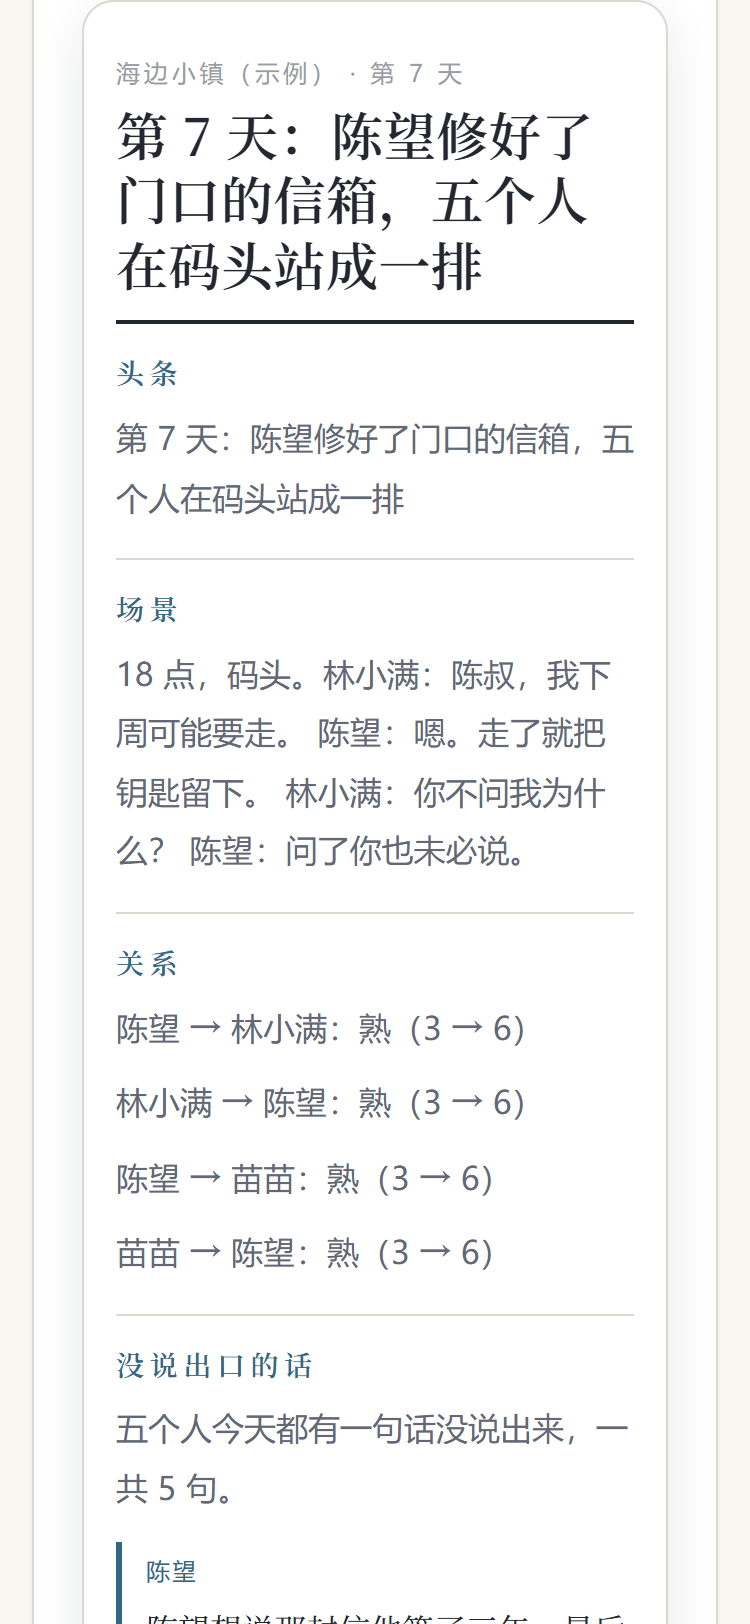 海边小镇（示例） · 第 7 天
第 7 天：陈望修好了
门口的信箱，五个人
在码头站成一排
头条
第 7 天：陈望修好了门口的信箱，五
个人在码头站成一排
场景
18 点，码头。林小满：陈叔，我下
周可能要走。 陈望：嗯。走了就把
钥匙留下。 林小满：你不问我为什
么？ 陈望：问了你也未必说。
关系
陈望 → 林小满：熟（3 → 6）
林小满 → 陈望：熟（3 → 6）
陈望 → 苗苗：熟（3 → 6）
苗苗 → 陈望：熟（3 → 6）
没说出口的话
五个人今天都有一句话没说出来，一
共 5 句。
陈望